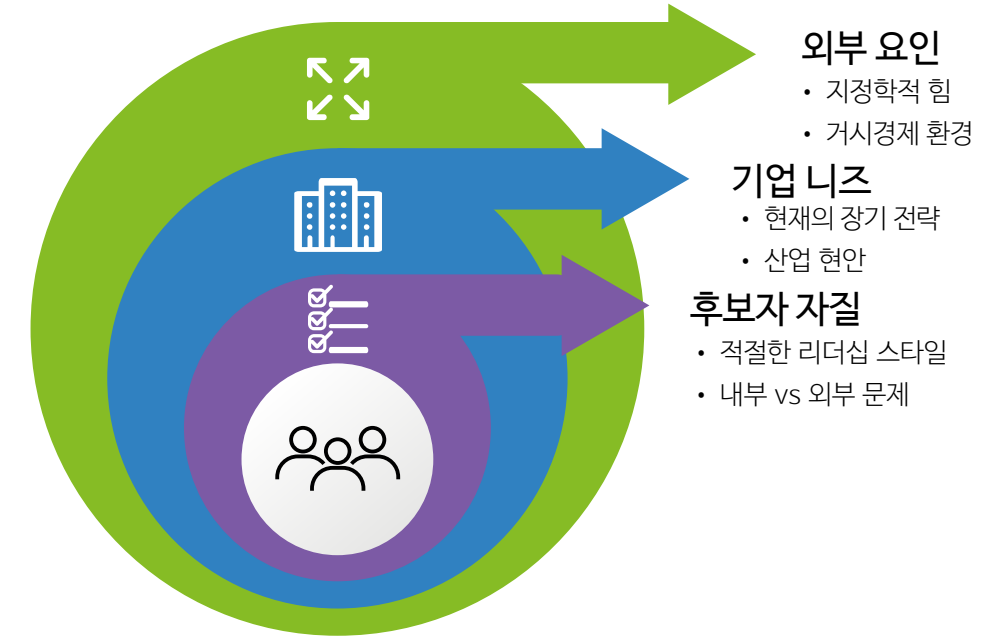 외부 요인
• 지정학적 힘
• 거시경제 환경
기업 니즈
• 현재의 장기 전략
• 산업 현안
후보자 자질
• 적절한 리더십 스타일
• 내부 vs 외부 문제